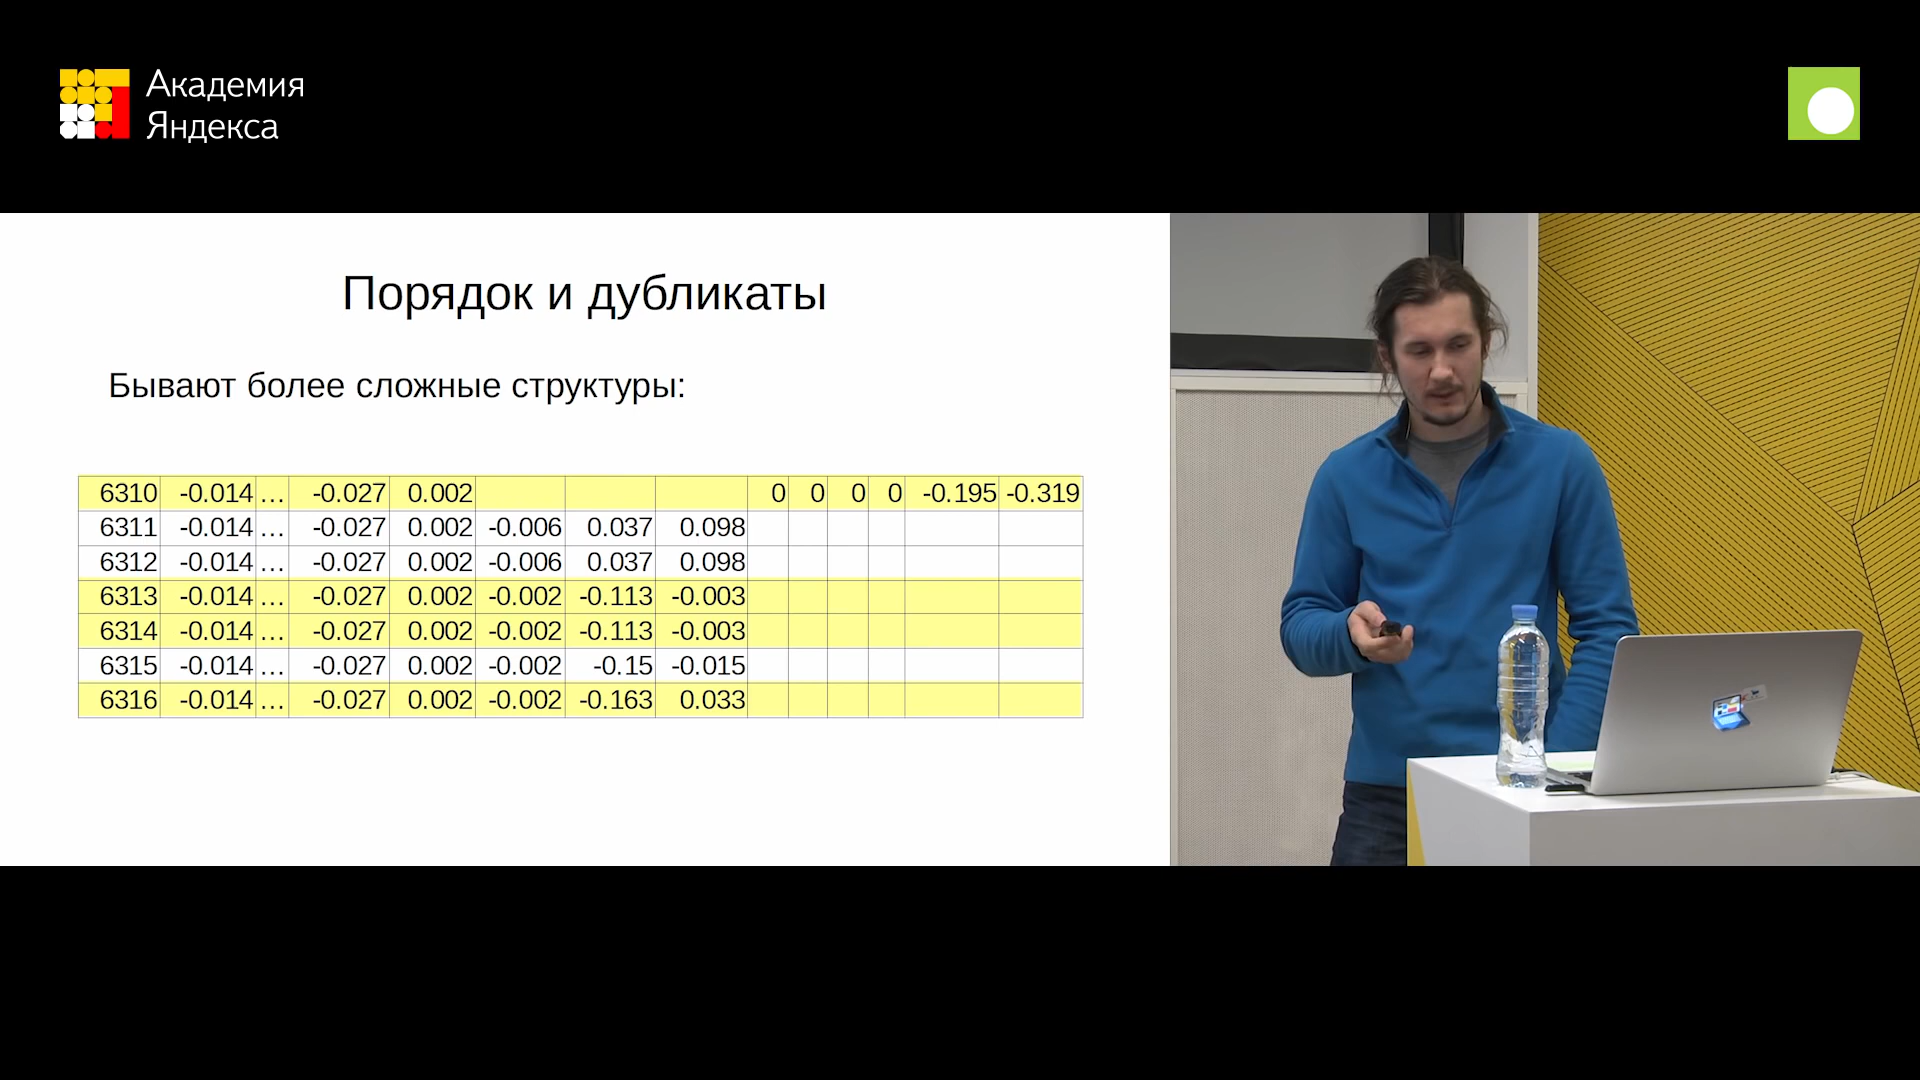 Академия
Яндекса
Порядок и дубликаты
Бывают более сложные структуры:
6310 -0.014 … -0.027 0.002 0 0 0 0 -0.195 -0.319
6311 -0.014 … -0.027 0.002 -0.006 0.037 0.098
6312 -0.014 … -0.027 0.002 -0.006 0.037 0.098
6313 -0.014 … -0.027 0.002 -0.002 -0.113 -0.003
6314 -0.014 … -0.027 0.002 -0.002 -0.113 -0.003
6315 -0.014 … -0.027 0.002 -0.002 -0.15 -0.015
6316 -0.014 … -0.027 0.002 -0.002 -0.163 0.033